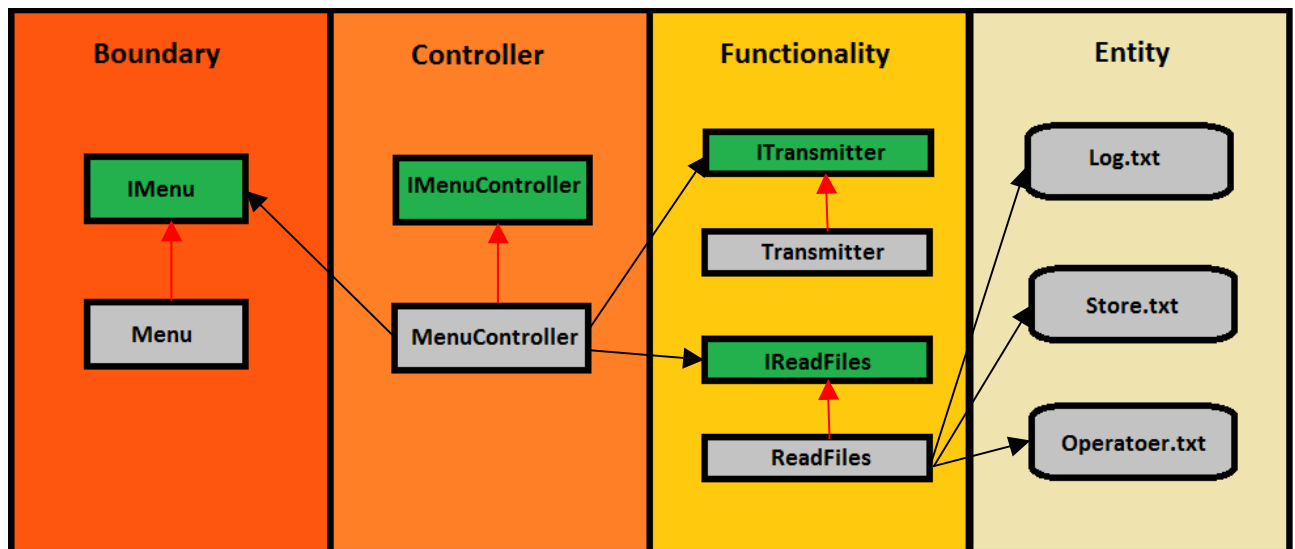 Boundary
Controller
Functionality
Entity
IMenu
Menu
IMenuController
MenuController
ITransmitter
Transmitter
IReadFiles
ReadFiles
Log.txt
Store.txt
Operatoer.txt